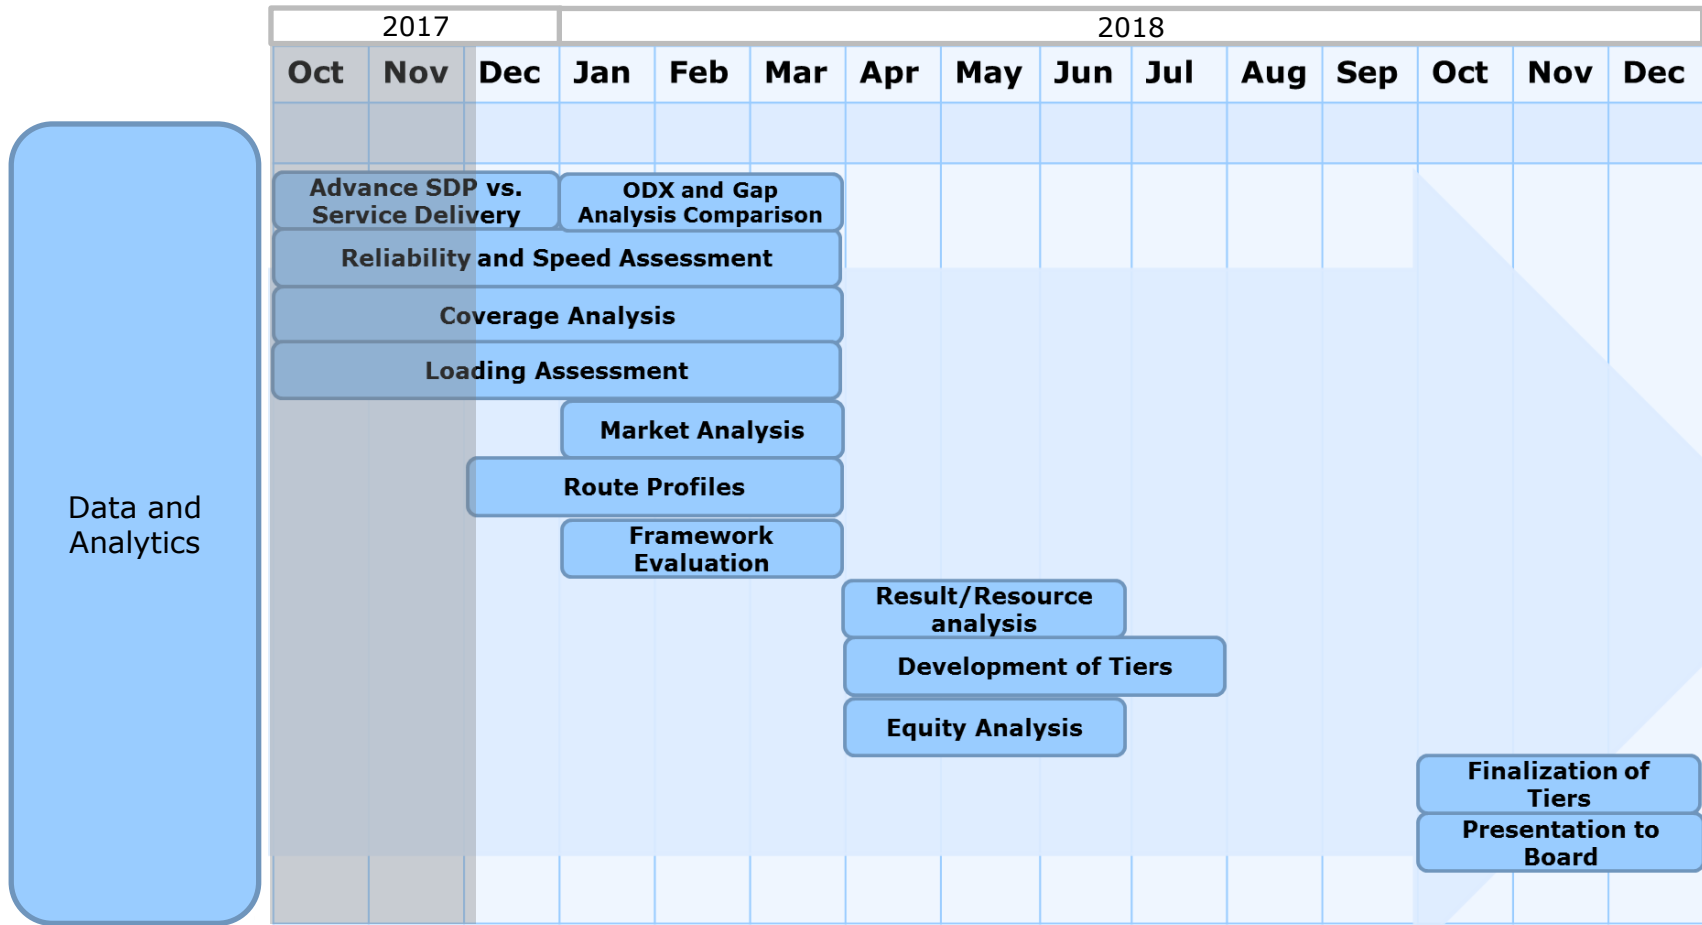 2017
2018
Oct Nov Dec Jan Feb Mar Apr May Jun Jul Aug Sep Oct Nov Dec
Data and
Analytics
Advance SDP vs.
Service Delivery
ODX and Gap
Analysis Comparison
Reliability and Speed Assessment
Coverage Analysis
Loading Assessment
Market Analysis
Route Profiles
Framework
Evaluation
Result/Resource
analysis
Development of Tiers
Equity Analysis
Finalization of
Tiers
Presentation to
Board